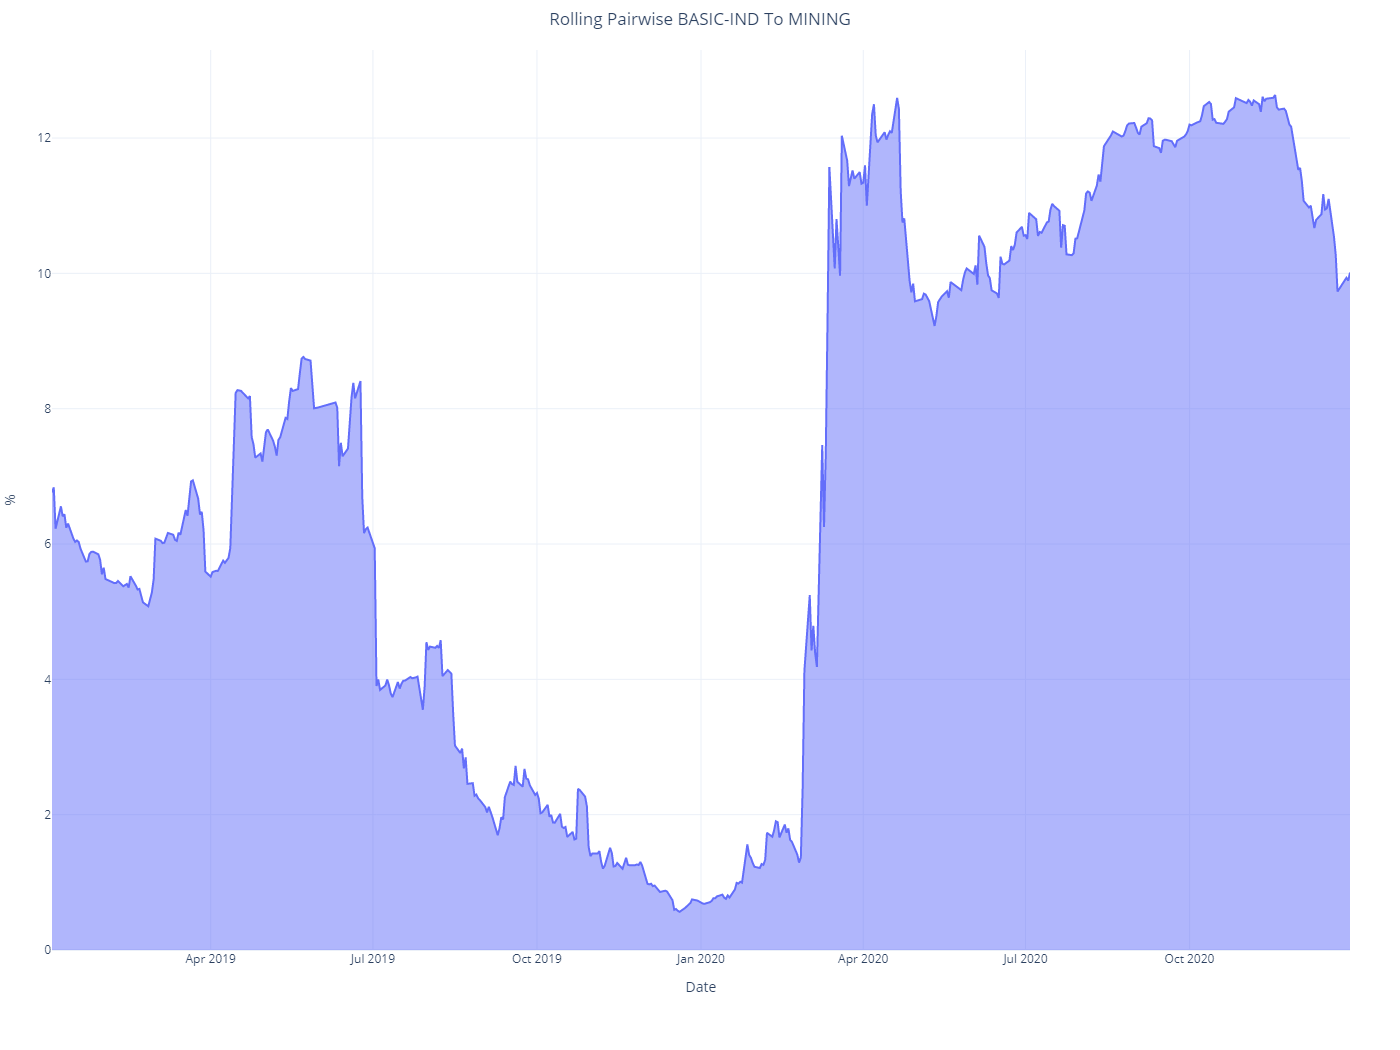 Rolling Pairwise BASIC-IND To MINING
12
10
8
6
4
2
0
%
Apr 2019
Jul 2019
Oct 2019
Jan 2020
Apr 2020
Jul 2020
Oct 2020
Date